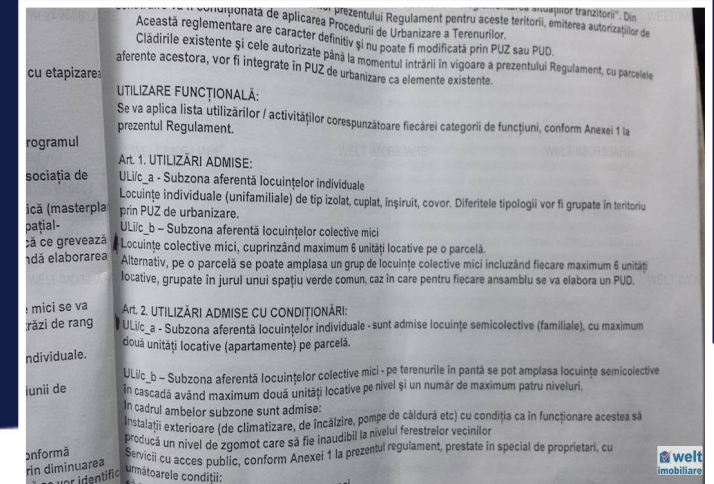 prezentului Regulament pentru aceste teritorii, emiterea autorizațiilor de
condiționată de aplicarea Procedurii de Urbanizare a Terenurilor.
situațiilor tranzitorii". Din
Această reglementare are caracter definitiv și nu poate fi modificată prin PUZ sau PUD.
Clădirile existente și cele autorizate până la momentul intrării în vigoare a prezentului Regulament, cu parcelele
aferente acestora, vor fi integrate în PUZ de urbanizare ca elemente existente.
UTILIZARE FUNCȚIONALĂ:
Se va aplica lista utilizărilor / activităților corespunzătoare fiecărei categorii de funcțiuni, conform Anexei 1 la
prezentul Regulament.
Art. 1. UTILIZĂRI ADMISE:
ULi/c_a - Subzona aferentă locuințelor individuale
Locuințe individuale (unifamiliale) de tip izolat, cuplat, înșiruit, covor. Diferitele tipologii vor fi grupate în teritoriu
prin PUZ de urbanizare.
ULi/c_b – Subzona aferentă locuințelor colective mici
Locuințe colective mici, cuprinzând maximum 6 unități locative pe o parcelă.
Alternativ, pe o parcelă se poate amplasa un grup de locuințe colective mici incluzând fiecare maximum 6 unități
locative, grupate în jurul unui spațiu verde comun, caz în care pentru fiecare ansamblu se va elabora un PUD.
Art. 2. UTILIZĂRI ADMISE CU CONDIȚIONĂRI:
ULi/c_a - Subzona aferentă locuințelor individuale - sunt admise locuințe semicolective (familiale), cu maximum
două unități locative (apartamente) pe parcelă.
ULi/c_b – Subzona aferentă locuințelor colective mici - pe terenurile în pantă se pot amplasa locuințe semicolective
în cascadă având maximum două unități locative pe nivel și un număr de maximum patru niveluri.
In cadrul ambelor subzone sunt admise:
Instalații exterioare (de climatizare, de încălzire, pompe de căldură etc) cu condiția ca în funcționare acestea să
producă un nivel de zgomot care să fie inaudibil la nivelul ferestrelor vecinilor
Servicii cu acces public, conform Anexei 1 la prezentul regulament, prestate în special de proprietari, cu
următoarele condiții:
cu etapizarea
rogramul
sociația de
ică (masterpla
pațial-
că ce grevează
ndă elaborarea
mici se va
răzi de rang
ndividuale.
iunii de
onformă
rin diminuarea
vor identific
welt
imobiliare